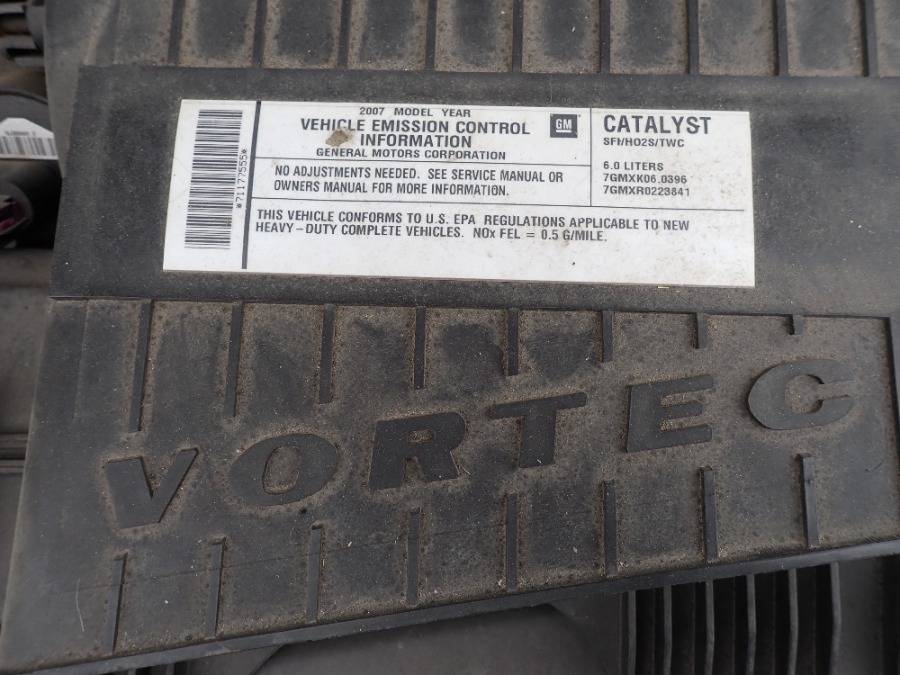 2007 MODEL YEAR
VEHICLE EMISSION CONTROL
INFORMATION
GENERAL MOTORS CORPORATION
GM
NO ADJUSTMENTS NEEDED. SEE SERVICE MANUAL OR
OWNERS MANUAL FOR MORE INFORMATION.
CATALYST
SFI/HO2S/TWC
6.0 LITERS
7GMXK06.0396
7GMXR0223841
THIS VEHICLE CONFORMS TO U.S. EPA REGULATIONS APPLICABLE TO NEW
HEAVY-DUTY COMPLETE VEHICLES. NOx FEL = 0.5 G/MILE.
*71177555*
VORTEC